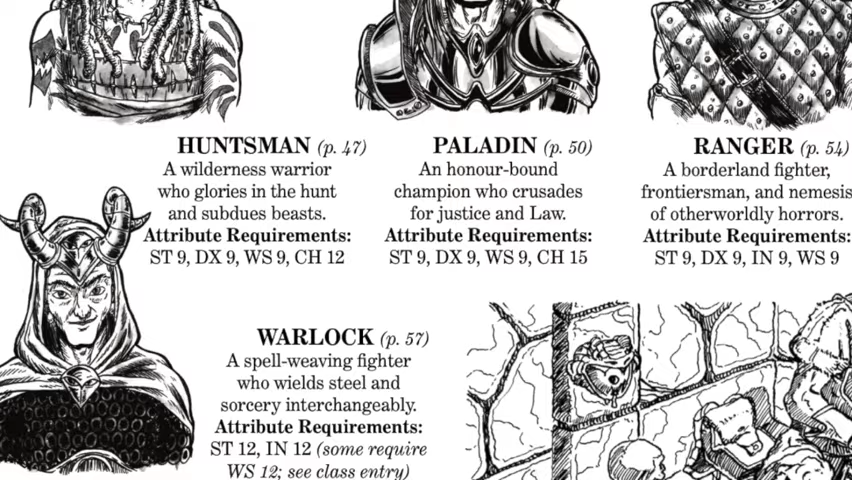 HUNTSMAN (p. 47)
A wilderness warrior
who glories in the hunt
and subdues beasts.
Attribute Requirements:
ST 9, DX 9, WS 9, CH 12
PALADIN (p. 50)
An honour-bound
champion who crusades
for justice and Law.
Attribute Requirements:
ST 9, DX 9, WS 9, CH 15
RANGER (p. 54)
A borderland fighter,
frontiersman, and nemesis
of otherworldly horrors.
Attribute Requirements:
ST 9, DX 9, IN 9, WS 9
WARLOCK (p. 57)
A spell-weaving fighter
who wields steel and
sorcery interchangeably.
Attribute Requirements:
ST 12, IN 12 (some require
WS 12; see class entry)